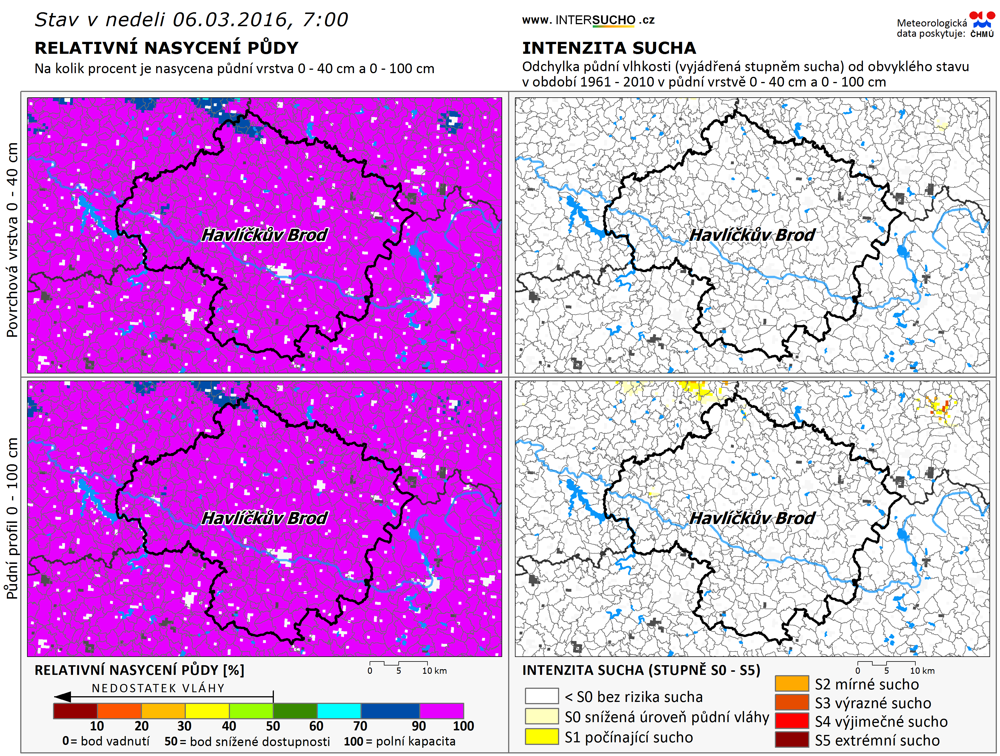 Stav v nedeli 06.03.2016, 7:00
RELATIVNÍ NASYCENÍ PŮDY
Na kolik procent je nasycena půdní vrstva 0 - 40 cm a 0 - 100 cm
www. INTERSUCHO .cz
Meteorologická
data poskytuje: ČHMÚ
INTENZITA SUCHA
Odchylka půdní vlhkosti (vyjádřená stupněm sucha) od obvyklého stavu
v období 1961 - 2010 v půdní vrstvě 0 - 40 cm a 0 - 100 cm
Povrchová vrstva 0 - 40 cm
Havlíčkův Brod
Havlíčkův Brod
Půdní profil 0 - 100 cm
Havlíčkův Brod
Havlíčkův Brod
RELATIVNÍ NASYCENÍ PŮDY [%]
0 5 10 km
NEDOSTATEK VLÁHY
10 20 30 40 50 60 70 90 100
0 = bod vadnutí 50 = bod snížené dostupnosti 100 = polní kapacita
INTENZITA SUCHA (STUPNĚ S0 - S5)
0 5 10 km
< S0 bez rizika sucha
S0 snížená úroveň půdní vláhy
S1 počínající sucho
S2 mírné sucho
S3 výrazné sucho
S4 výjimečné sucho
S5 extrémní sucho